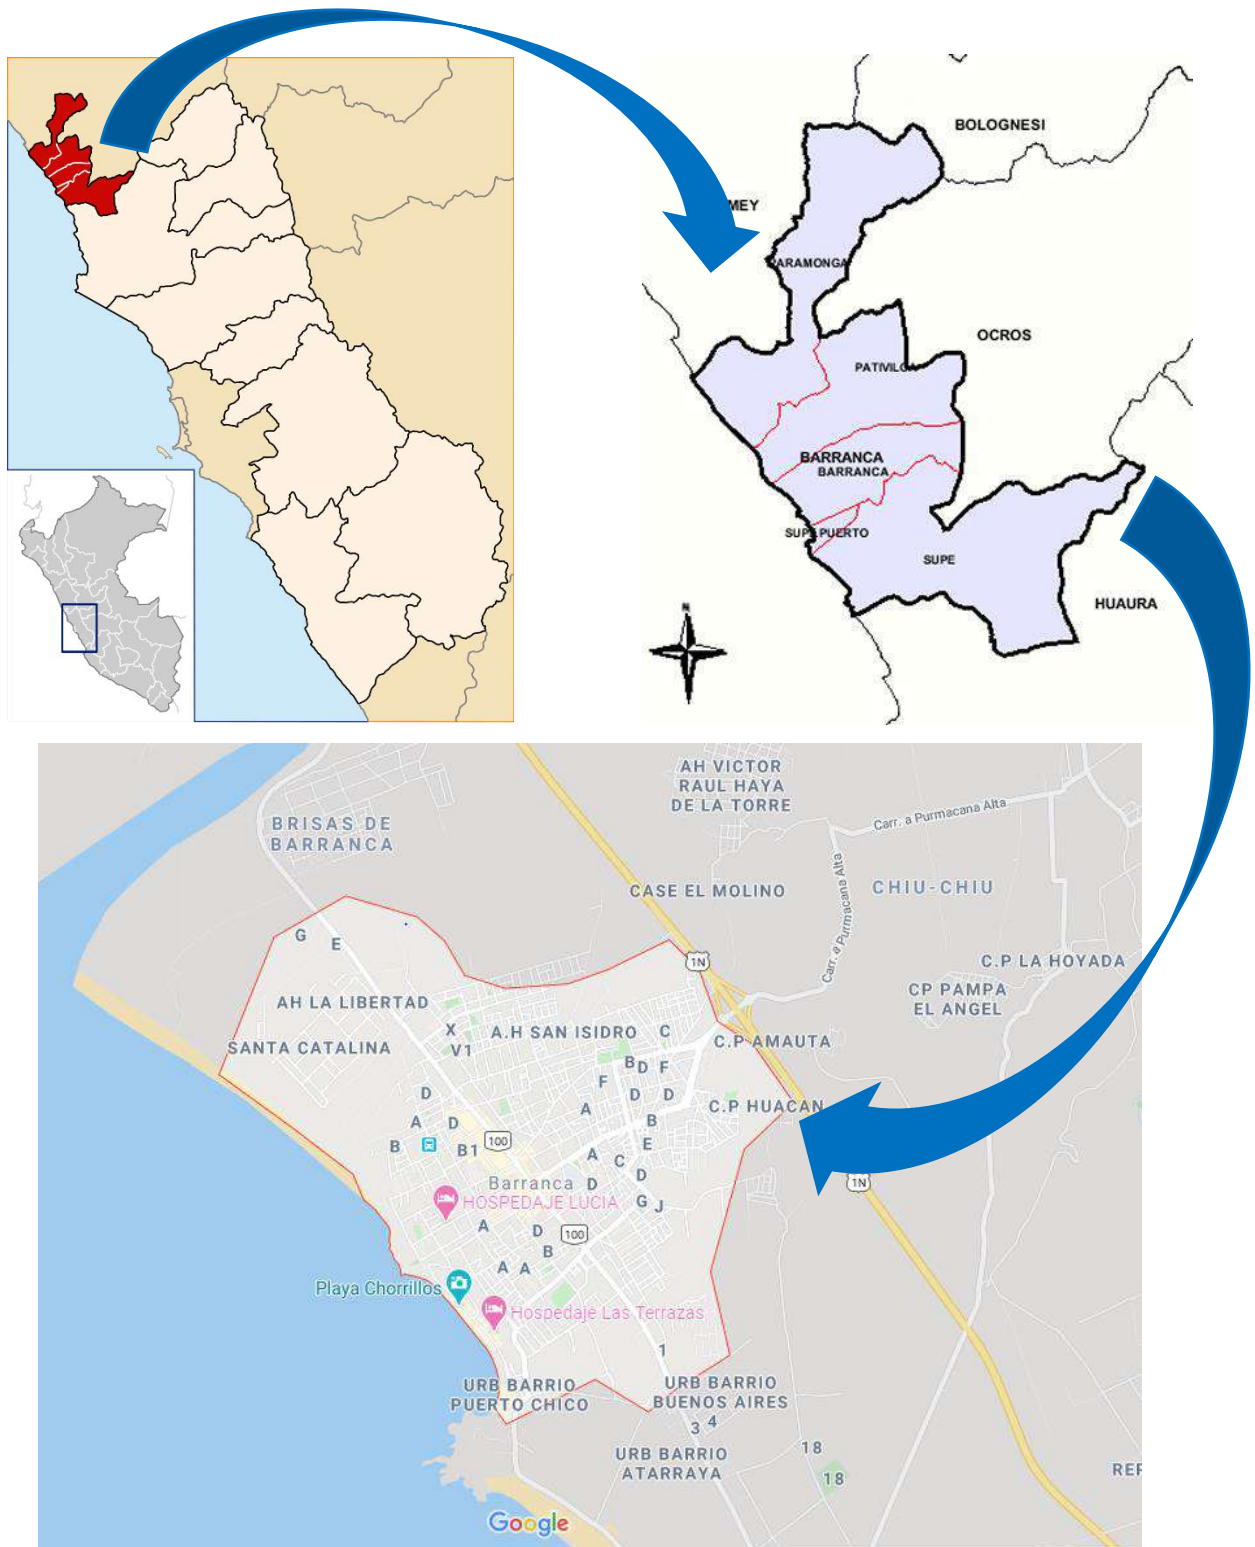 BOLOGNESI
MEY
PARAMONGA
OCROS
PATIVILCA
BARRANCA
BARRANCA
SUPE PUERTO
SUPE
HUAURA
N
AH VICTOR
RAUL HAYA
DE LA TORRE
Carr. a Purmacana Alta
BRISAS DE
BARRANCA
Carr. a Purmacana Alta
CASE EL MOLINO
CHIU-CHIU
G
E
1N
C.P LA HOYADA
CP PAMPA
EL ANGEL
AH LA LIBERTAD
X
A.H SAN ISIDRO
C
C.P AMAUTA
SANTA CATALINA
V1
B
D
F
F
D
D
D
A
C.P HUACAN
A
D
B
B
B1
100
E
A
C
D
1N
Barranca
D
G
J
HOSPEDAJE LUCIA
A
D
100
B
A
A
Playa Chorrillos
Hospedaje Las Terrazas
1
URB BARRIO
PUERTO CHICO
URB BARRIO
BUENOS AIRES
3
4
URB BARRIO
ATARRAYA
18
18
REF
Google